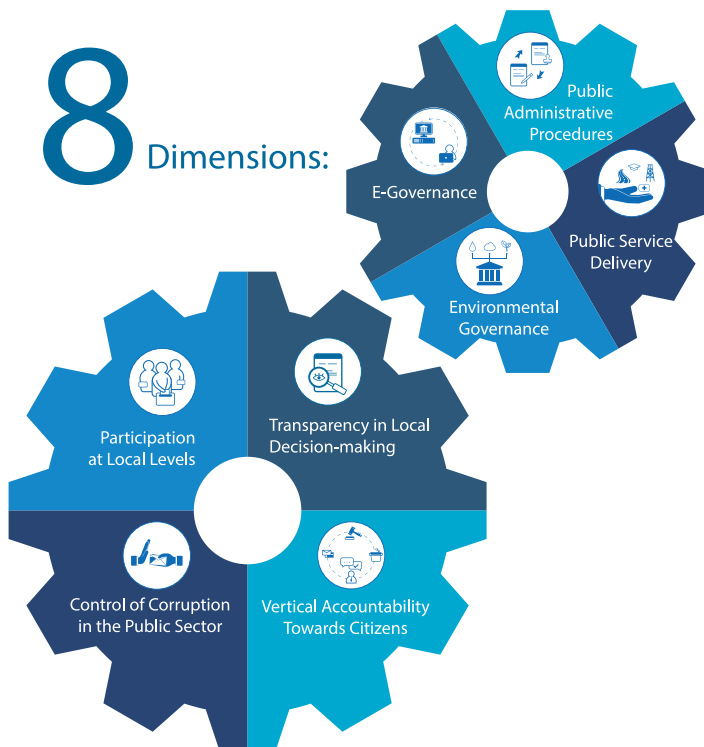 8 Dimensions:
Public
Administrative
Procedures
E-Governance
Public Service
Delivery
Environmental
Governance
Participation
at Local Levels
Transparency in Local
Decision-making
Control of Corruption
in the Public Sector
Vertical Accountability
Towards Citizens